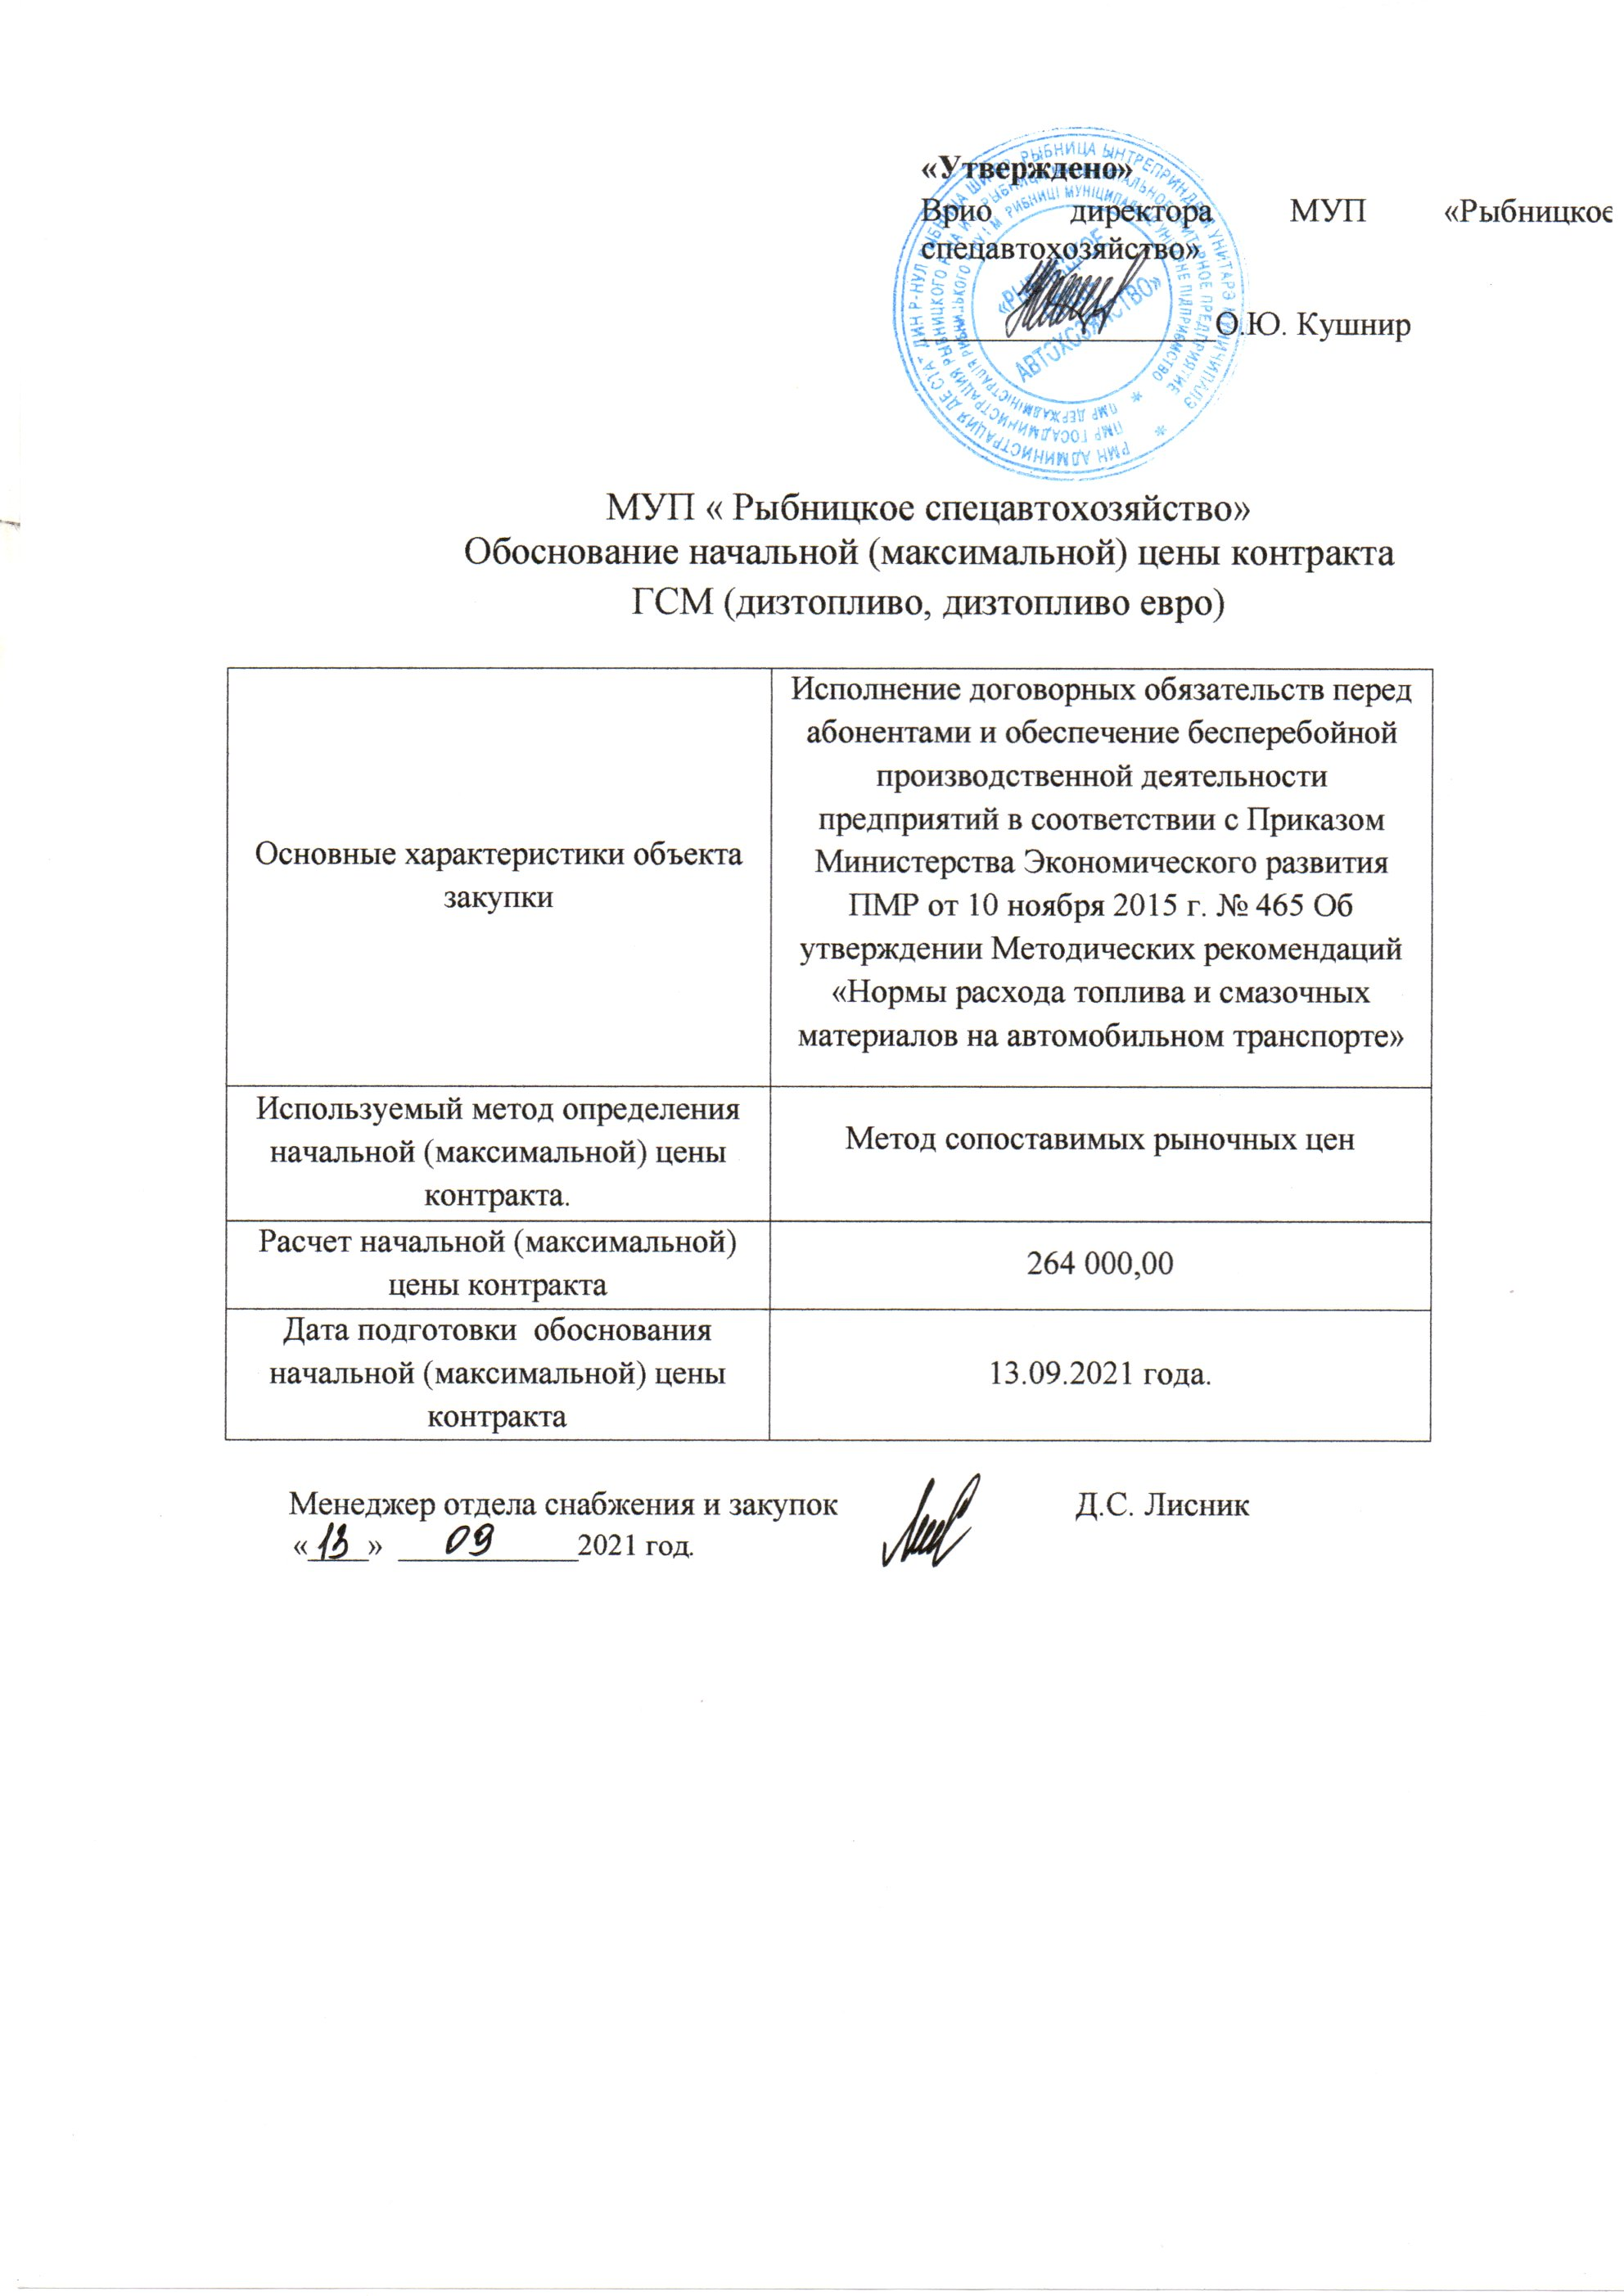 «Утверждено»
Врио директора МУП «Рыбницкое
спецавтохозяйство»
О.Ю. Кушнир
МУП « Рыбницкое спецавтохозяйство»
Обоснование начальной (максимальной) цены контракта
ГСМ (дизтопливо, дизтопливо евро)
Основные характеристики объекта
закупки
Исполнение договорных обязательств перед
абонентами и обеспечение бесперебойной
производственной деятельности
предприятий в соответствии с Приказом
Министерства Экономического развития
ПМР от 10 ноября 2015 г. № 465 Об
утверждении Методических рекомендаций
«Нормы расхода топлива и смазочных
материалов на автомобильном транспорте»
Используемый метод определения
начальной (максимальной) цены
контракта.
Метод сопоставимых рыночных цен
Расчет начальной (максимальной)
цены контракта
264 000,00
Дата подготовки обоснования
начальной (максимальной) цены
контракта
13.09.2021 года.
Менеджер отдела снабжения и закупок Д.С. Лисник
«13» 09 2021 год.